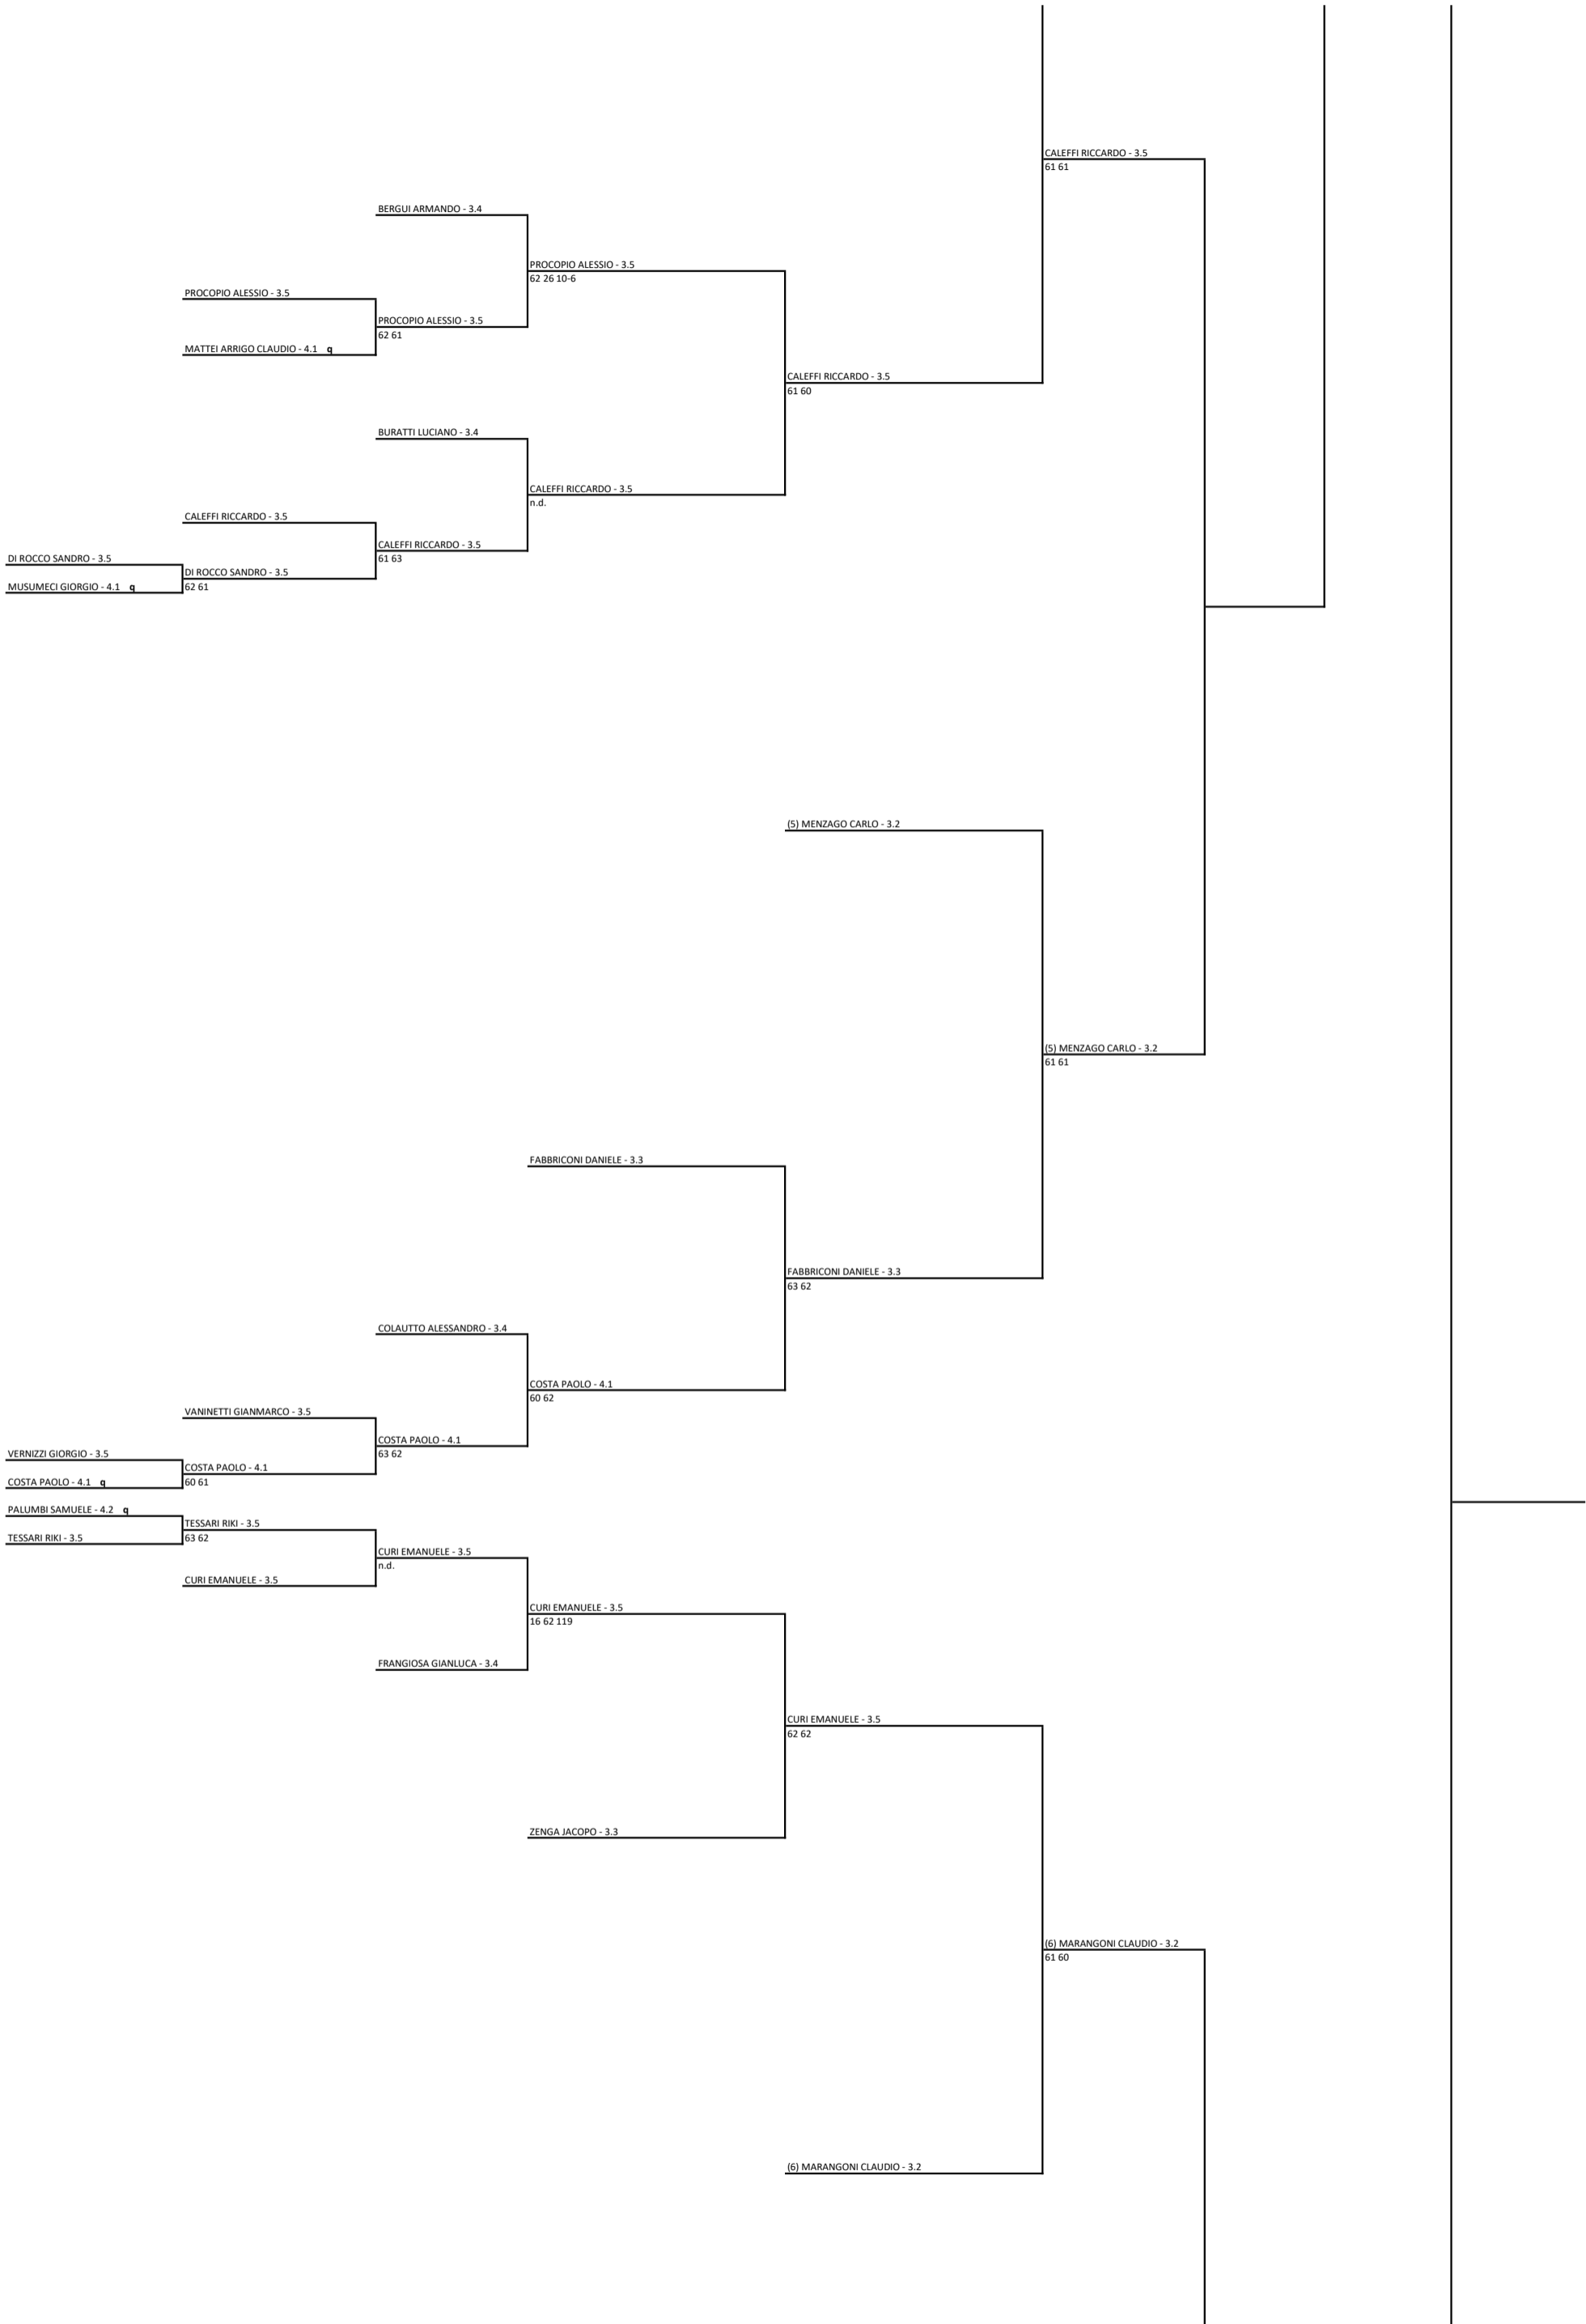 CALEFFI RICCARDO - 3.5
61 61
BERGUI ARMANDO - 3.4
PROCOPIO ALESSIO - 3.5
62 26 10-6
PROCOPIO ALESSIO - 3.5
PROCOPIO ALESSIO - 3.5
62 61
MATTEI ARRIGO CLAUDIO - 4.1 q
CALEFFI RICCARDO - 3.5
61 60
BURATTI LUCIANO - 3.4
CALEFFI RICCARDO - 3.5
n.d.
CALEFFI RICCARDO - 3.5
CALEFFI RICCARDO - 3.5
61 63
DI ROCCO SANDRO - 3.5
DI ROCCO SANDRO - 3.5
62 61
MUSUMECI GIORGIO - 4.1 q
(5) MENZAGO CARLO - 3.2
(5) MENZAGO CARLO - 3.2
61 61
FABBRICONI DANIELE - 3.3
FABBRICONI DANIELE - 3.3
63 62
COLAUTTO ALESSANDRO - 3.4
COSTA PAOLO - 4.1
60 62
VANINETTI GIANMARCO - 3.5
COSTA PAOLO - 4.1
63 62
VERNIZZI GIORGIO - 3.5
COSTA PAOLO - 4.1
60 61
COSTA PAOLO - 4.1 q
PALUMBI SAMUELE - 4.2 q
TESSARI RIKI - 3.5
63 62
TESSARI RIKI - 3.5
CURI EMANUELE - 3.5
n.d.
CURI EMANUELE - 3.5
CURI EMANUELE - 3.5
16 62 119
FRANGIOSA GIANLUCA - 3.4
CURI EMANUELE - 3.5
62 62
ZENGA JACOPO - 3.3
(6) MARANGONI CLAUDIO - 3.2
61 60
(6) MARANGONI CLAUDIO - 3.2